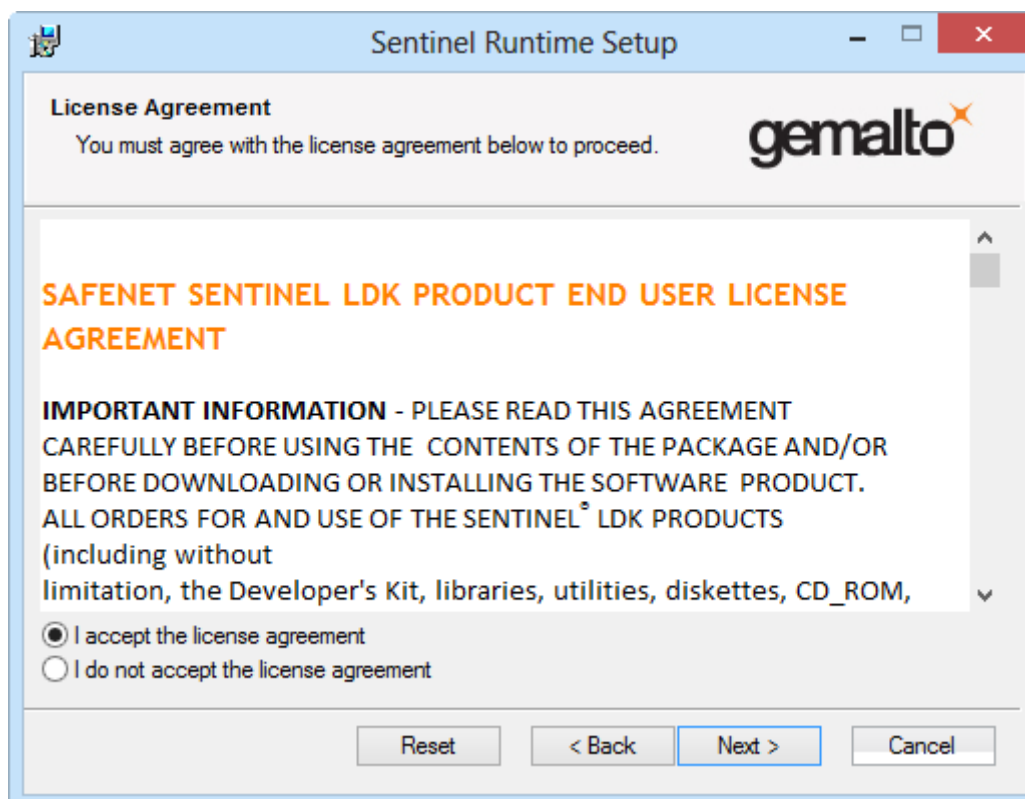 Sentinel Runtime Setup
License Agreement
You must agree with the license agreement below to proceed.
gemalto
SAFENET SENTINEL LDK PRODUCT END USER LICENSE
AGREEMENT
IMPORTANT INFORMATION - PLEASE READ THIS AGREEMENT
CAREFULLY BEFORE USING THE  CONTENTS OF THE PACKAGE AND/OR
BEFORE DOWNLOADING OR INSTALLING THE SOFTWARE  PRODUCT.
ALL ORDERS FOR AND USE OF THE SENTINEL® LDK PRODUCTS
(including without
limitation, the Developer's Kit, libraries, utilities, diskettes, CD_ROM,
I accept the license agreement
I do not accept the license agreement
Reset < Back Next > Cancel